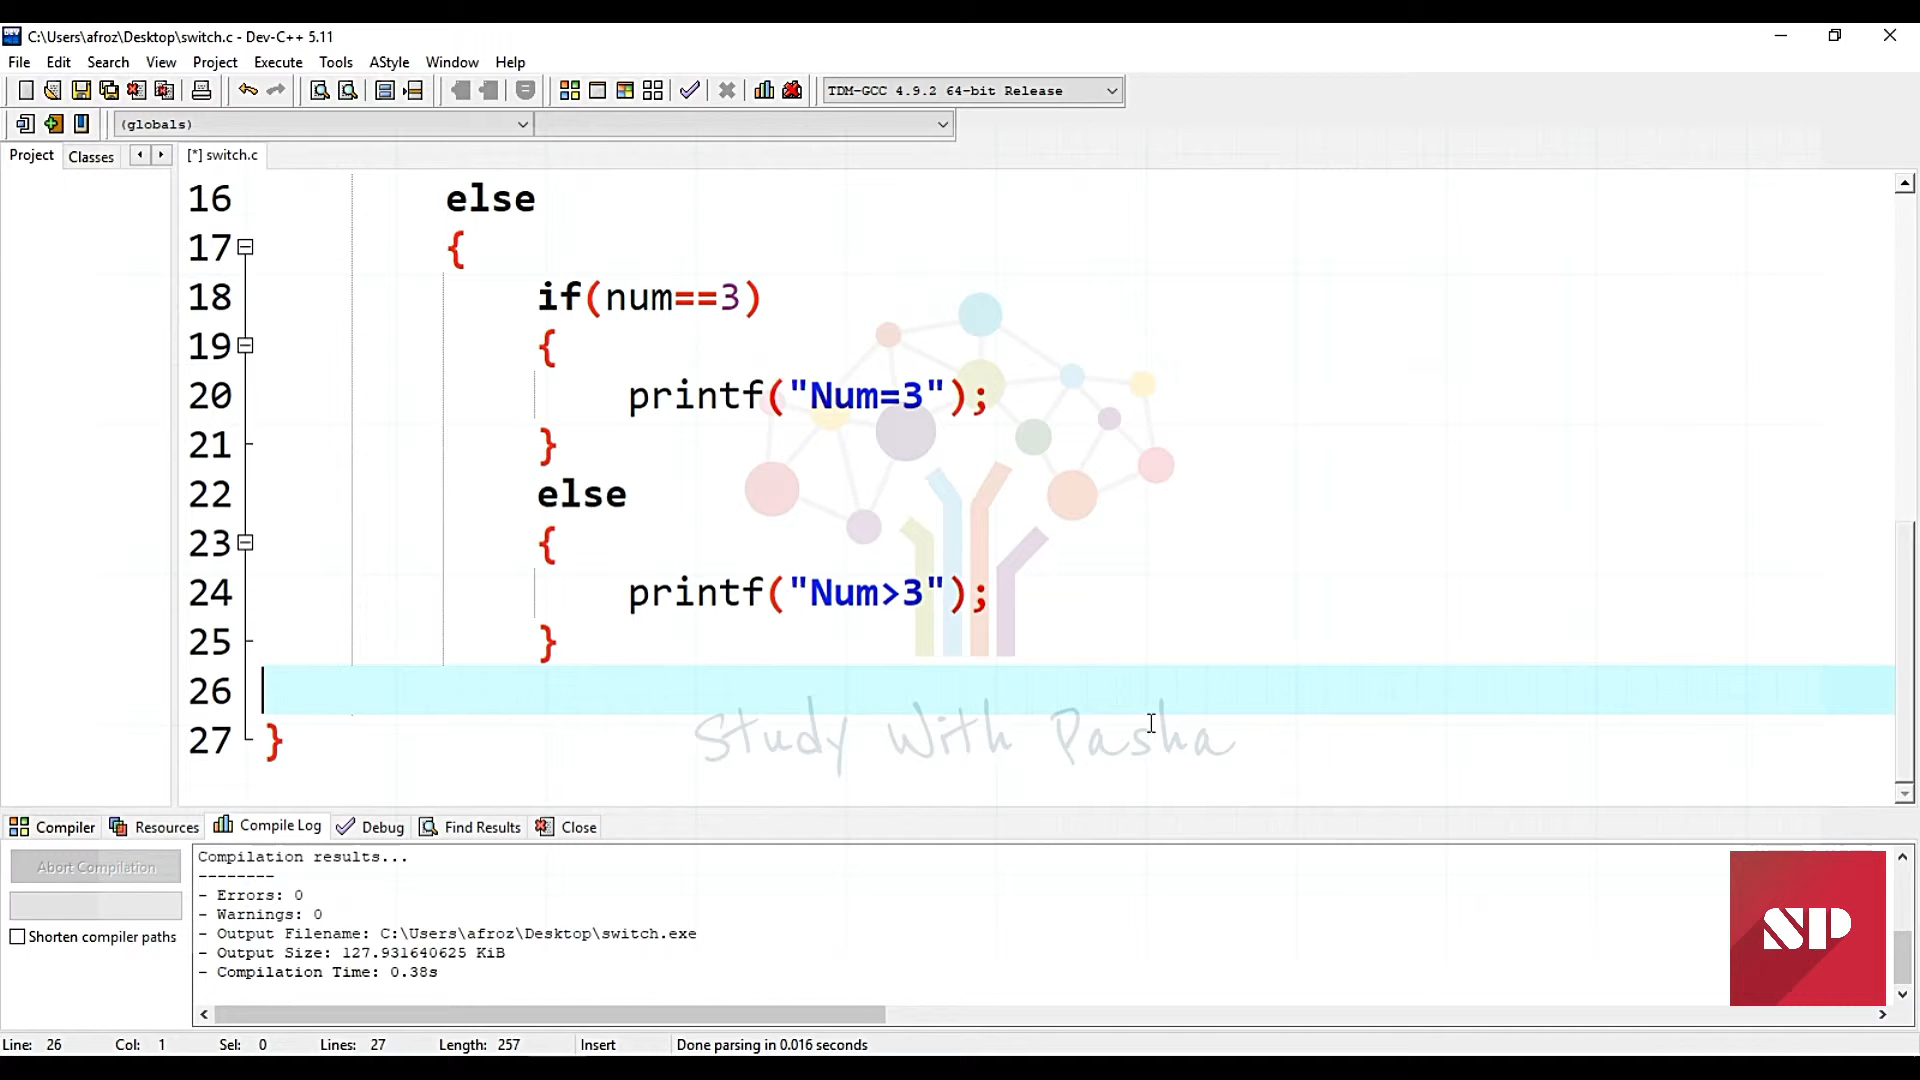 C:\Users\afroz\Desktop\switch.c - Dev-C++ 5.11
File Edit Search View Project Execute Tools AStyle Window Help
TDM-GCC 4.9.2 64-bit Release
(globals)
Project Classes [*] switch.c
16 else
17 {
18 if(num==3)
19 {
20 printf("Num=3");
21 }
22 else
23 {
24 printf("Num>3");
25 }
26
27 }
Study With Pasha
Compiler Resources Compile Log Debug Find Results Close
Abort Compilation
Shorten compiler paths
Compilation results...
--------
- Errors: 0
- Warnings: 0
- Output Filename: C:\Users\afroz\Desktop\switch.exe
- Output Size: 127.931640625 KiB
- Compilation Time: 0.38s
SP
Line: 26 Col: 1 Sel: 0 Lines: 27 Length: 257 Insert Done parsing in 0.016 seconds